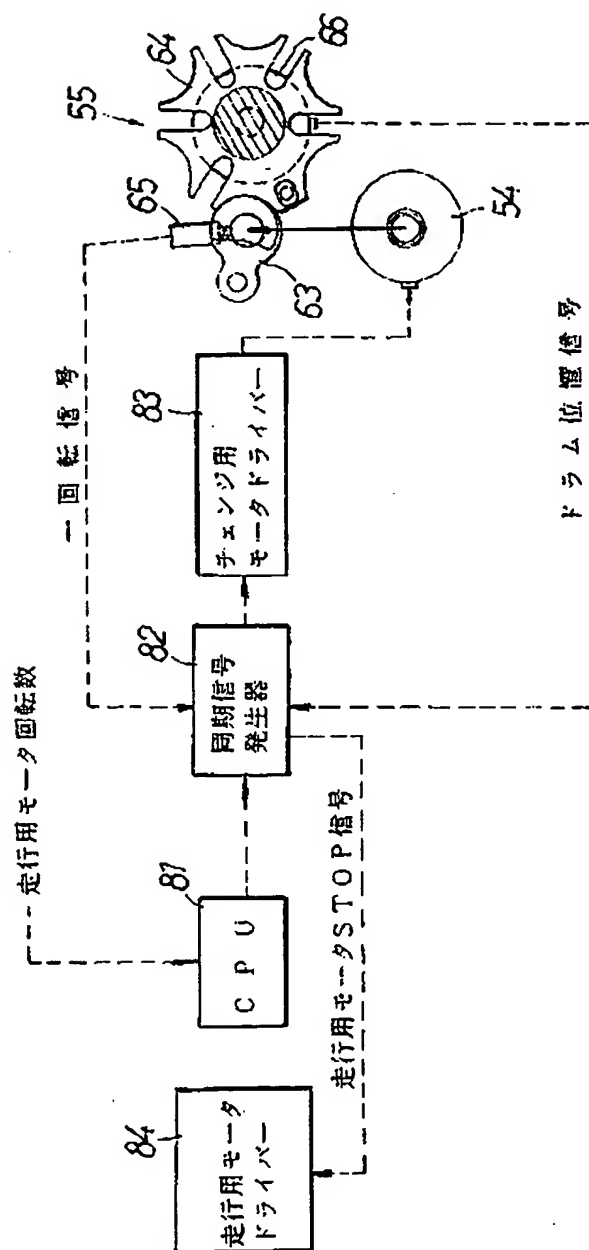 走行用モータ
ドライバー
84
C P U
81
走行用モータ回転数
走行用モータSTOP信号
同期信号
発生器
82
一回転信号
チェンジ用
モータドライバー
83
ドラム位置信号
55
64
66
65
63
54